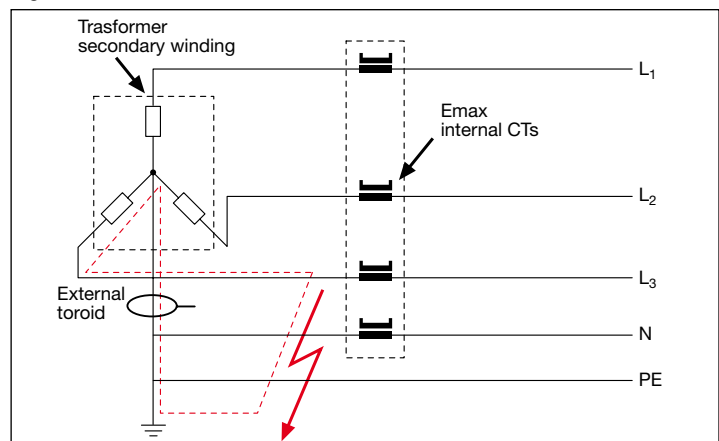 Trasformer
secondary winding
L1
Emax
internal CTs
L2
External
toroid
L3
N
PE